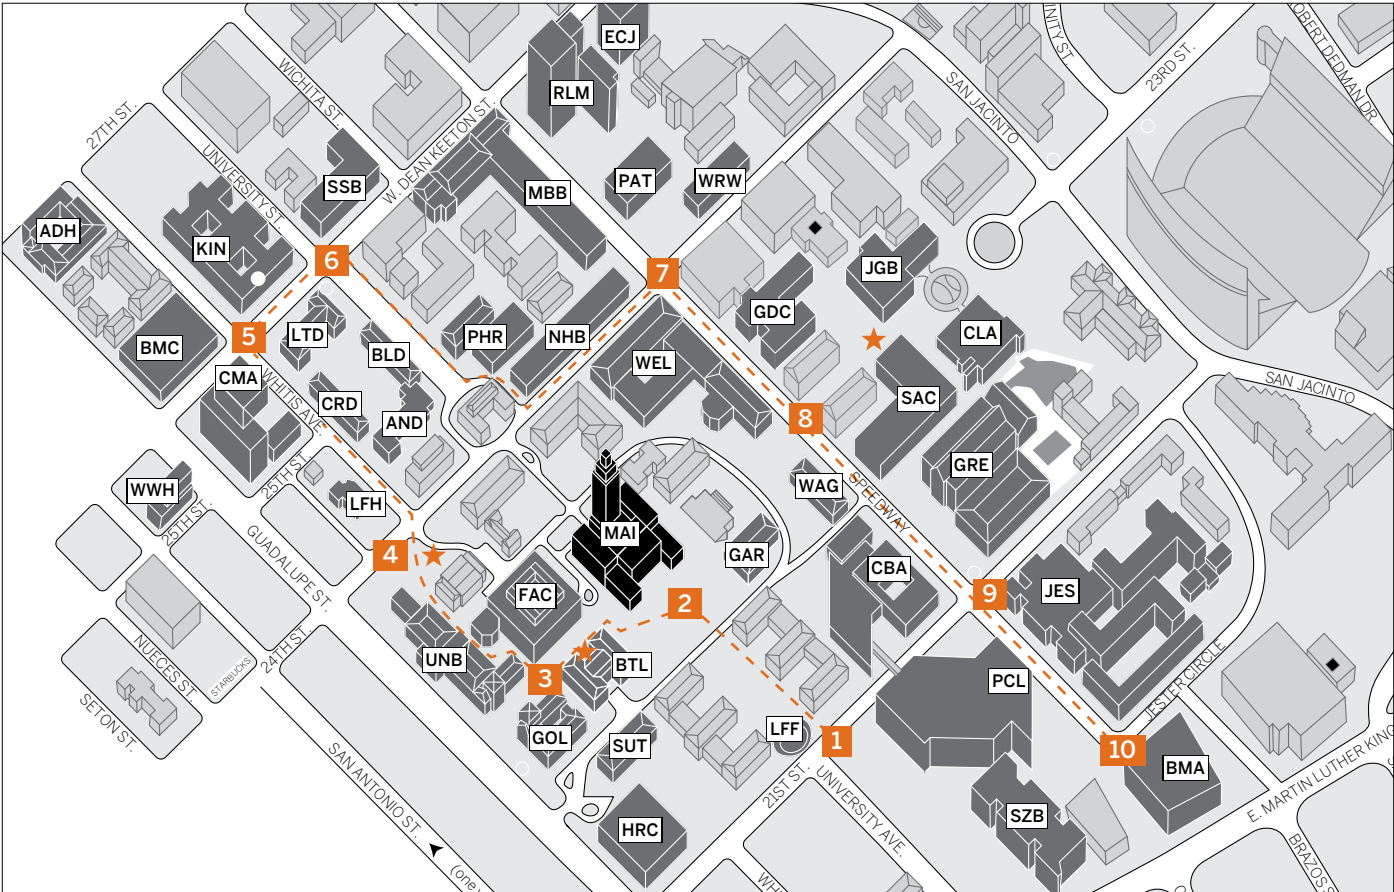 ECJ
RLM
27TH ST.
WICHITA ST.
UNIVERSITY ST
W. DEAN KEETON ST.
SAN JACINTO
23RD ST.
SSB
MBB
PAT
WRW
ADH
KIN
6
7
JGB
GDC
CLA
5
LTD
BLD
PHR
NHB
WEL
BMC
CMA
WHITIS AVE.
CRD
AND
SAC
SAN JACINTO
8
GRE
25TH ST.
WWH
LFH
WAG
SPEEDWAY
25TH ST.
GUADALUPE ST.
MAI
4
GAR
CBA
FAC
2
9
JES
24TH ST.
NUECES ST
STARBUCKS
SETON ST.
UNB
3
BTL
PCL
JESTER CIRCLE
GOL
SUT
LFF
1
10
BMA
SAN ANTONIO ST.
21ST ST.
UNIVERSITY AVE.
E. MARTIN LUTHER KING
HRC
SZB
(one